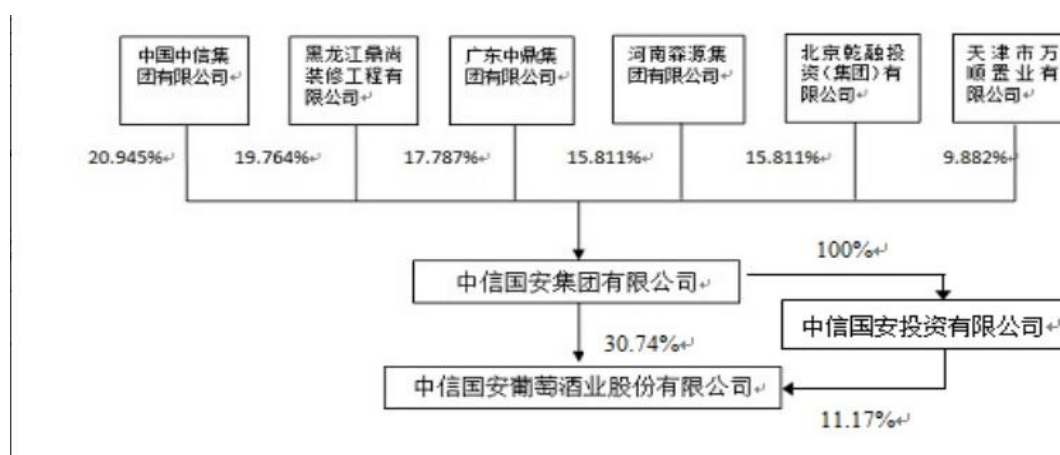 中国中信集
团有限公司↵
黑龙江鼎尚
装修工程有
限公司↵
广东中鼎集
团有限公司↵
河南森源集
团有限公司↵
北京乾融投
资(集团)有
限公司↵
天津市万
顺置业有
限公司↵
20.945%↵
19.764%↵
17.787%↵
15.811%↵
15.811%↵
9.882%↵
100%↵
中信国安集团有限公司↵
中信国安投资有限公司↵
30.74%↵
中信国安葡萄酒业股份有限公司↵
11.17%↵